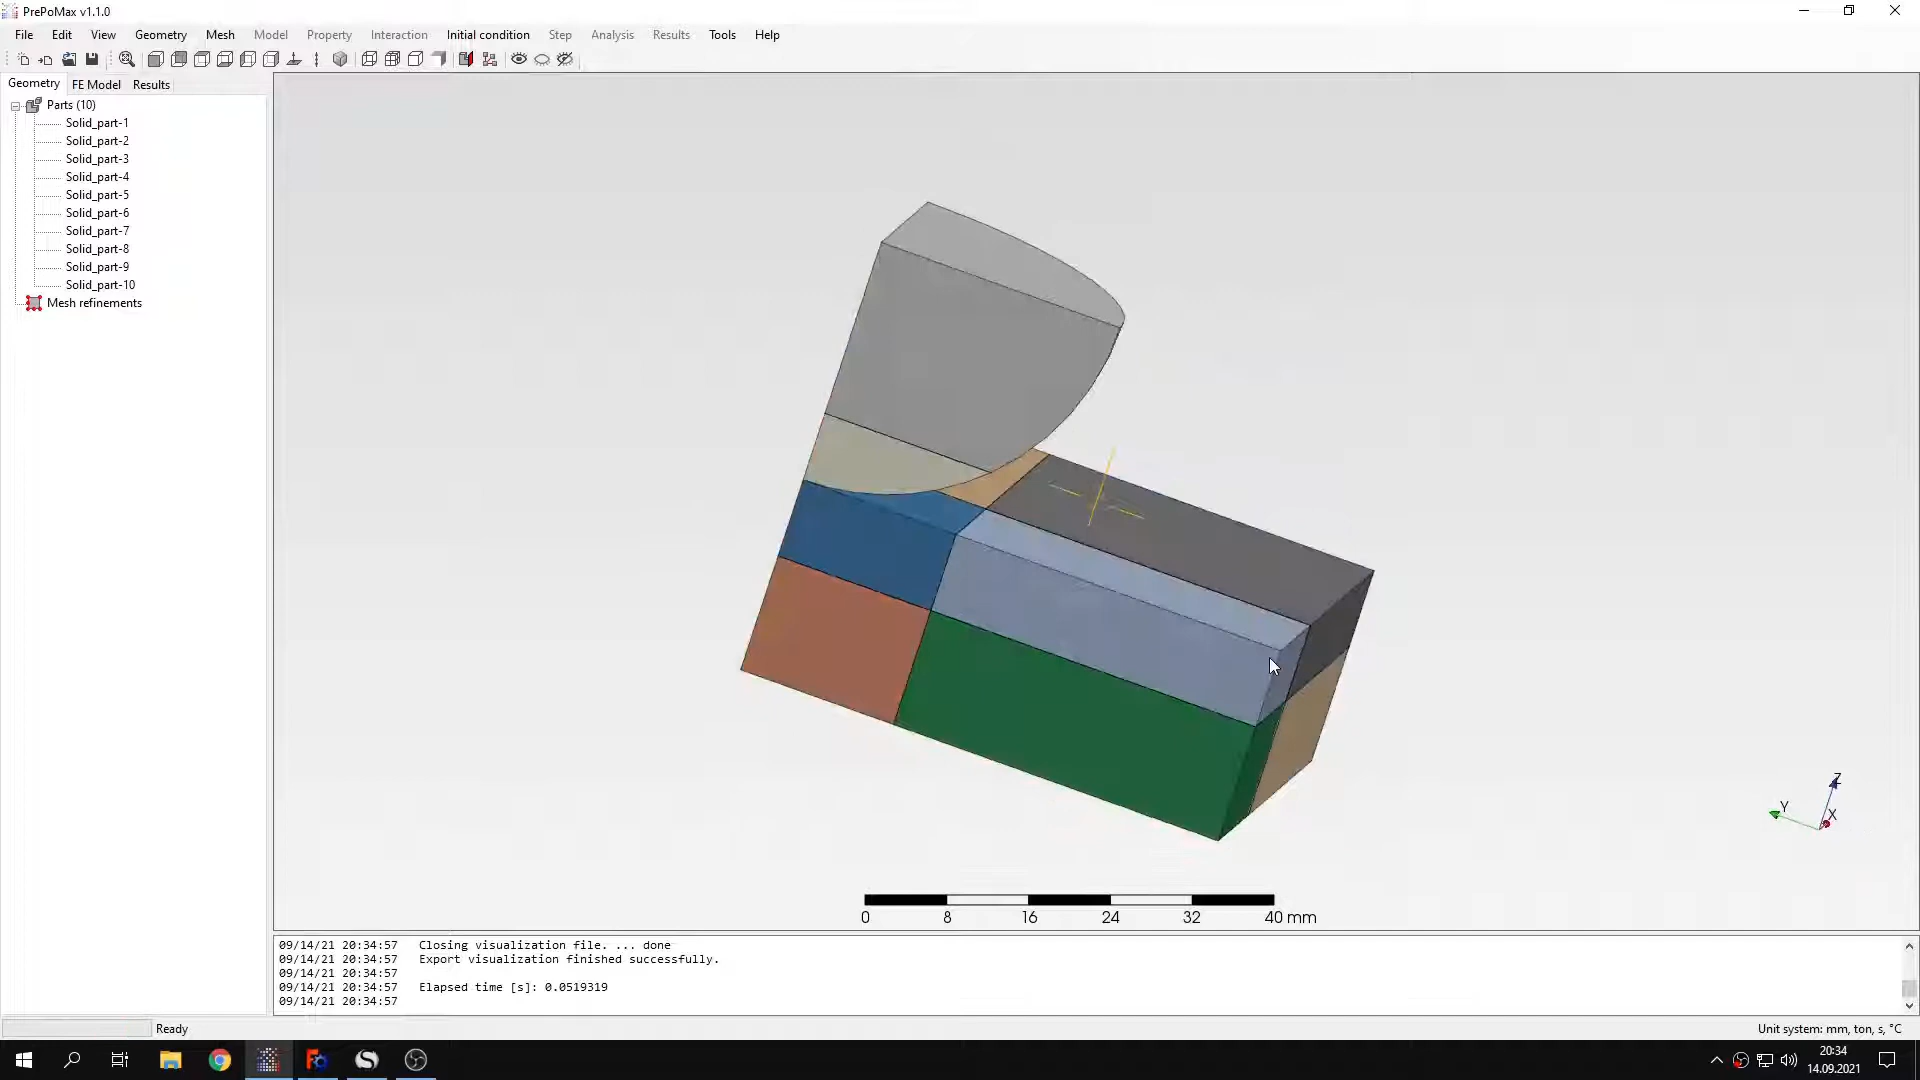 PrePoMax v1.1.0
File Edit View Geometry Mesh Model Property Interaction Initial condition Step Analysis Results Tools Help
Geometry FE Model Results
Parts (10)
Solid_part-1
Solid_part-2
Solid_part-3
Solid_part-4
Solid_part-5
Solid_part-6
Solid_part-7
Solid_part-8
Solid_part-9
Solid_part-10
Mesh refinements
Z
Y X
0 8 16 24 32 40 mm
09/14/21 20:34:57 Closing visualization file. ... done
09/14/21 20:34:57 Export visualization finished successfully.
09/14/21 20:34:57
09/14/21 20:34:57 Elapsed time [s]: 0.0519319
09/14/21 20:34:57
Ready Unit system: mm, ton, s, °C
20:34
14.09.2021